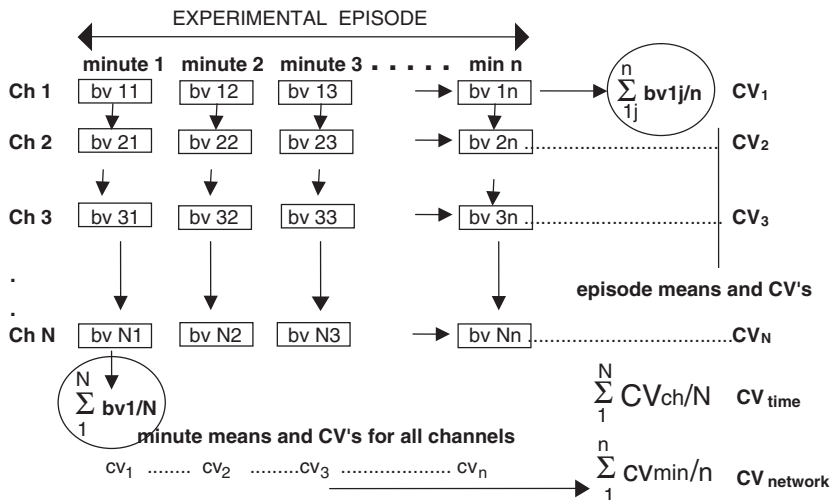 EXPERIMENTAL EPISODE
minute 1 minute 2 minute 3 . . . . . min n
Ch 1 bv 11 bv 12 bv 13 bv 1n n Σ 1j bv1j/n CV1
Ch 2 bv 21 bv 22 bv 23 bv 2n ........................................ CV2
Ch 3 bv 31 bv 32 bv 33 bv 3n ........................................ CV3
.
.
episode means and CV's
Ch N bv N1 bv N2 bv N3 bv Nn ........................................ CVN
N Σ 1 bv1/N
N Σ 1 CVch/N CV time
minute means and CV's for all channels
cv1 ........ cv2 ........cv3 .................... cvn
n Σ 1 CVmin/n CV network